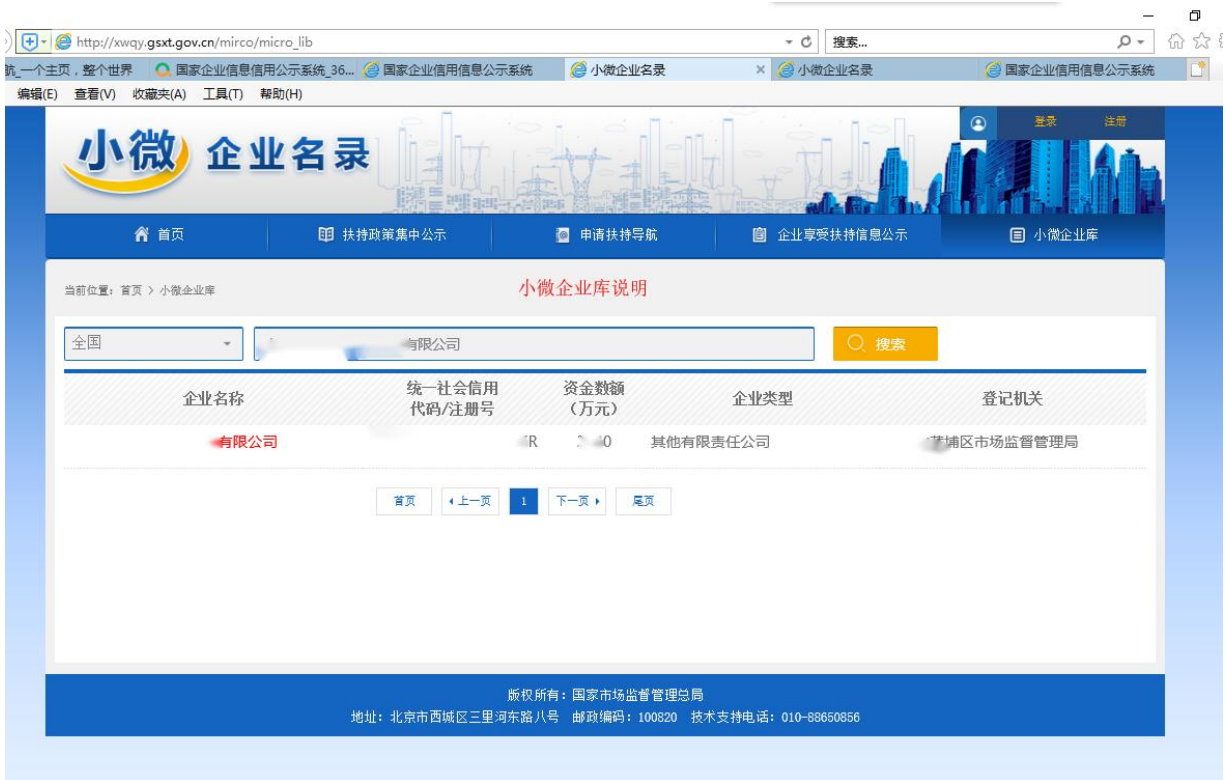 http://xwqy.gsxt.gov.cn/mirco/micro_lib
搜索...
航_一个主页，整个世界
国家企业信息信用公示系统_36...
国家企业信用信息公示系统
小微企业名录
小微企业名录
国家企业信用信息公示系统
编辑(E) 查看(V) 收藏夹(A) 工具(T) 帮助(H)
登录 注册
小微企业名录
首页 扶持政策集中公示 申请扶持导航 企业享受扶持信息公示 小微企业库
当前位置：首页 > 小微企业库
小微企业库说明
全国
有限公司
搜索
企业名称 统一社会信用 资金数额 企业类型 登记机关
代码/注册号 （万元）
有限公司 R 0 其他有限责任公司 埔区市场监督管理局
首页 上一页 1 下一页 尾页
版权所有：国家市场监督管理总局
地址：北京市西城区三里河东路八号 邮政编码：100820 技术支持电话：010-88650856